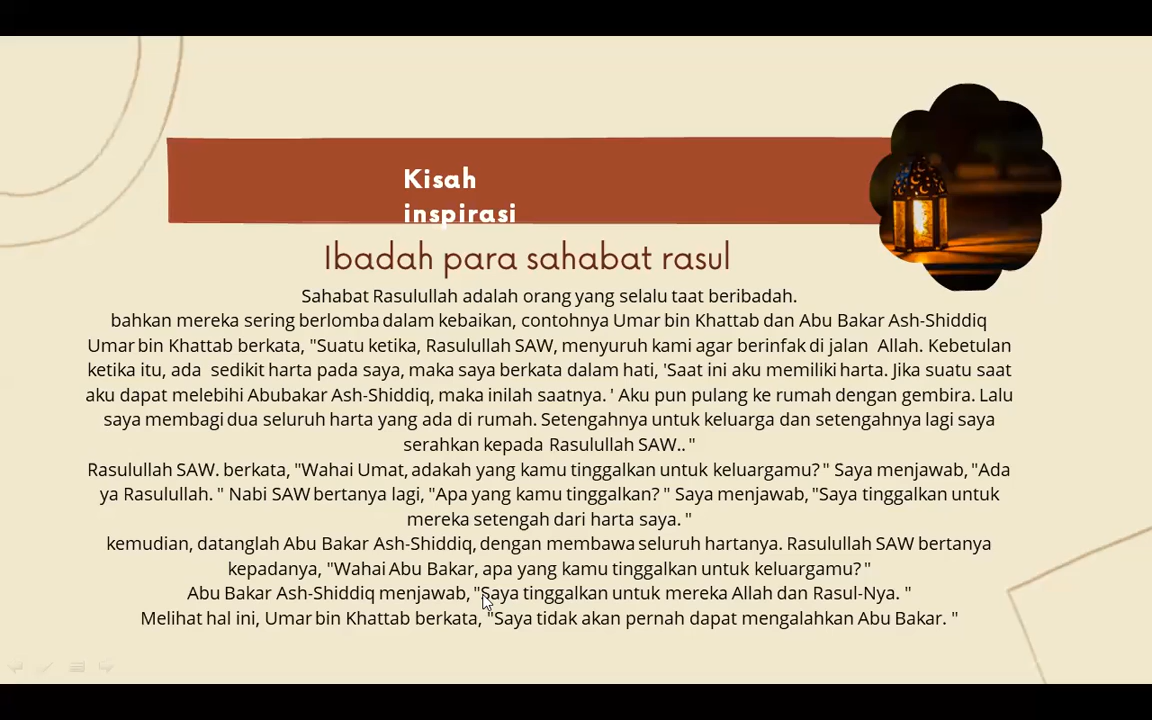 Kisah
inspirasi
Ibadah para sahabat rasul
Sahabat Rasulullah adalah orang yang selalu taat beribadah.
bahkan mereka sering berlomba dalam kebaikan, contohnya Umar bin Khattab dan Abu Bakar Ash-Shiddiq
Umar bin Khattab berkata, "Suatu ketika, Rasulullah SAW, menyuruh kami agar berinfak di jalan Allah. Kebetulan
ketika itu, ada sedikit harta pada saya, maka saya berkata dalam hati, 'Saat ini aku memiliki harta. Jika suatu saat
aku dapat melebihi Abubakar Ash-Shiddiq, maka inilah saatnya. ' Aku pun pulang ke rumah dengan gembira. Lalu
saya membagi dua seluruh harta yang ada di rumah. Setengahnya untuk keluarga dan setengahnya lagi saya
serahkan kepada Rasulullah SAW.. "
Rasulullah SAW. berkata, "Wahai Umat, adakah yang kamu tinggalkan untuk keluargamu? " Saya menjawab, "Ada
ya Rasulullah. " Nabi SAW bertanya lagi, "Apa yang kamu tinggalkan? " Saya menjawab, "Saya tinggalkan untuk
mereka setengah dari harta saya. "
kemudian, datanglah Abu Bakar Ash-Shiddiq, dengan membawa seluruh hartanya. Rasulullah SAW bertanya
kepadanya, "Wahai Abu Bakar, apa yang kamu tinggalkan untuk keluargamu? "
Abu Bakar Ash-Shiddiq menjawab, "Saya tinggalkan untuk mereka Allah dan Rasul-Nya. "
Melihat hal ini, Umar bin Khattab berkata, "Saya tidak akan pernah dapat mengalahkan Abu Bakar. "